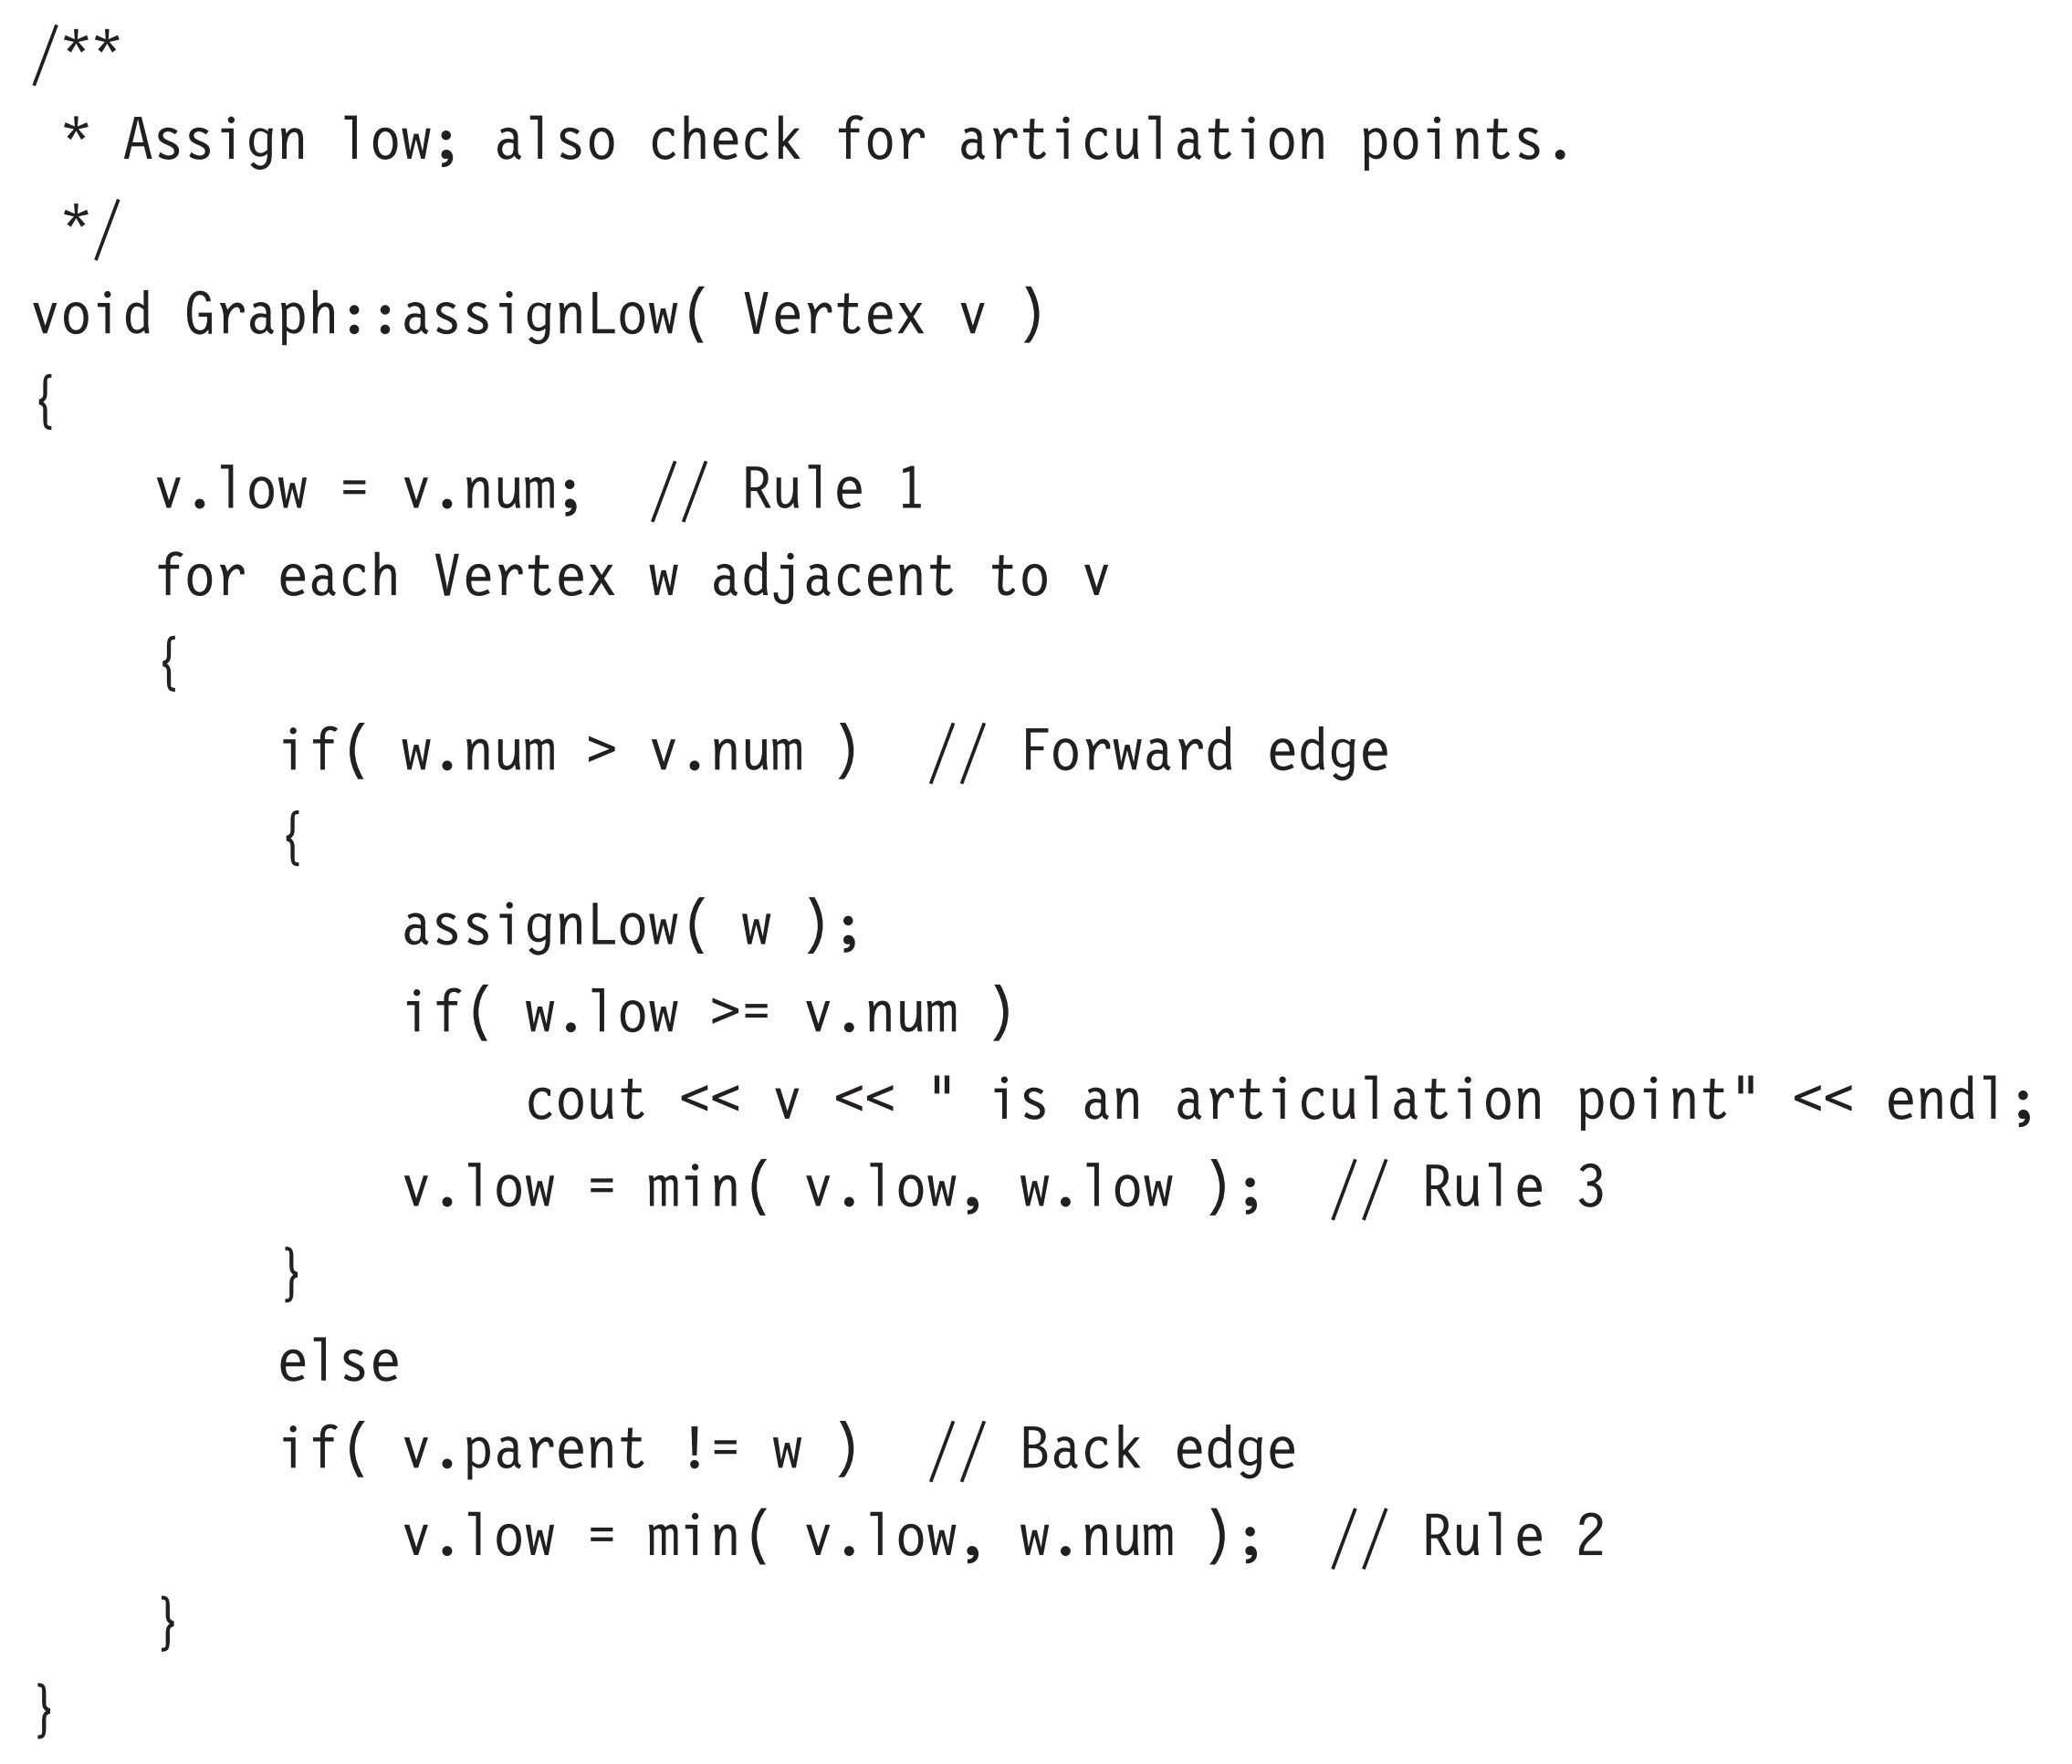 /**
 * Assign low; also check for articulation points.
 */
void Graph::assignLow( Vertex v )
{
    v.low = v.num;  // Rule 1
    for each Vertex w adjacent to v
    {
        if( w.num > v.num )  // Forward edge
        {
            assignLow( w );
            if( w.low >= v.num )
                cout << v << " is an articulation point" << endl;
            v.low = min( v.low, w.low );  // Rule 3
        }
        else
        if( v.parent != w )  // Back edge
            v.low = min( v.low, w.num );  // Rule 2
    }
}